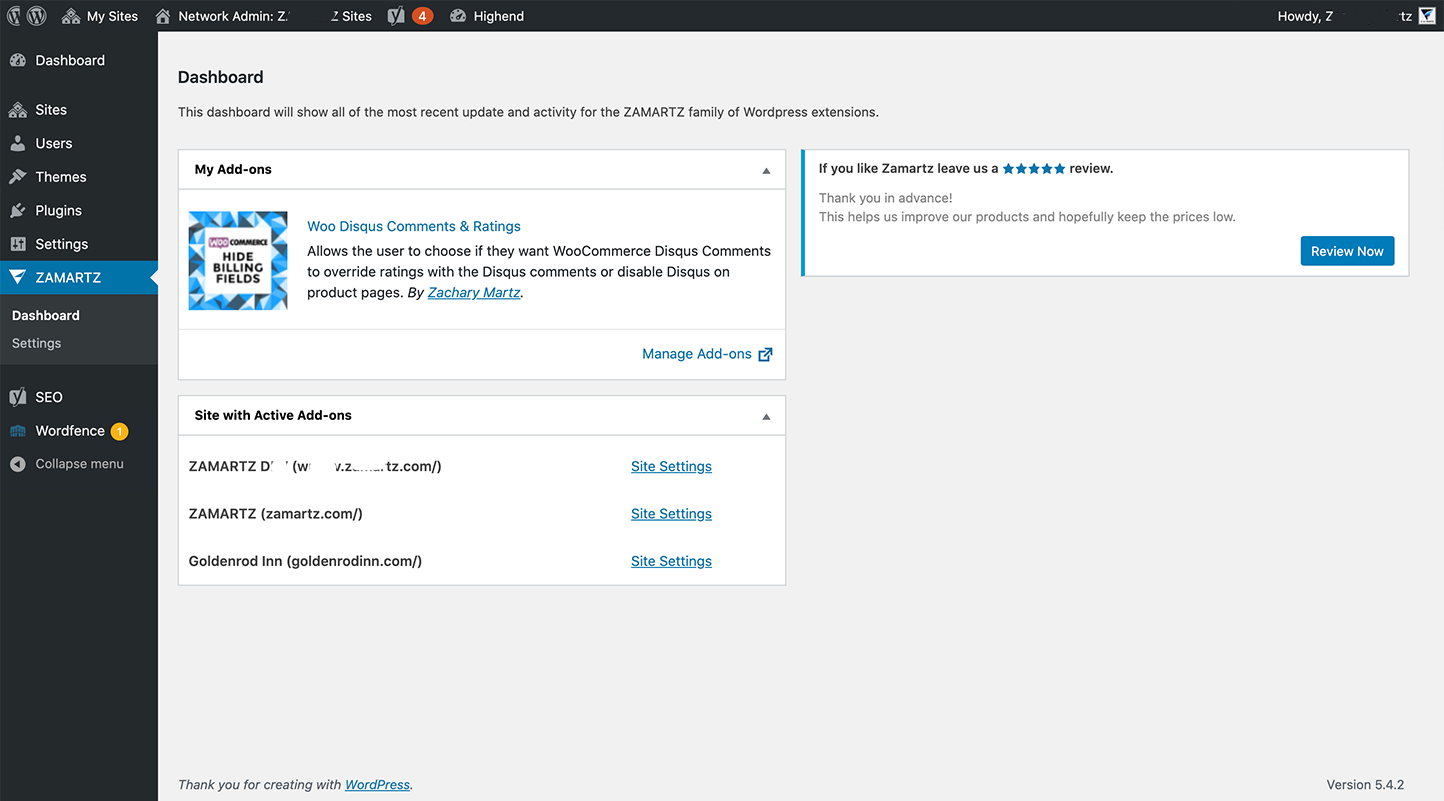 My Sites
Network Admin: Z
Z Sites
4
Highend
Howdy, Z
tz
Dashboard
Sites
Users
Themes
Plugins
Settings
ZAMARTZ
Dashboard
Settings
SEO
Wordfence 1
Collapse menu
Dashboard
This dashboard will show all of the most recent update and activity for the ZAMARTZ family of Wordpress extensions.
My Add-ons
WOO COMMERCE
HIDE
BILLING
FIELDS
Woo Disqus Comments & Ratings
Allows the user to choose if they want WooCommerce Disqus Comments
to override ratings with the Disqus comments or disable Disqus on
product pages. By Zachary Martz.
Manage Add-ons
Site with Active Add-ons
ZAMARTZ
tz.com/)
Site Settings
ZAMARTZ (zamartz.com/)
Site Settings
Goldenrod Inn (goldenrodinn.com/)
Site Settings
If you like Zamartz leave us a ★★★★★ review.
Thank you in advance!
This helps us improve our products and hopefully keep the prices low.
Review Now
Thank you for creating with WordPress.
Version 5.4.2